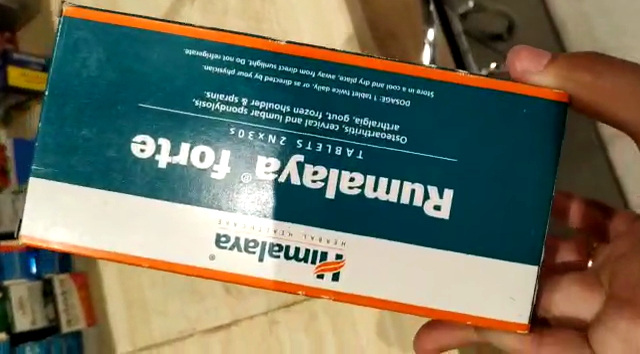 Himalaya®
HERBAL HEALTHCARE
Rumalaya® forte
TABLETS 2N x 30s
Osteoarthritis, cervical and lumbar spondylosis,
arthralgia, gout, frozen shoulder & sprains.
DOSAGE: 1 tablet twice daily, or as directed by your physician.
Store in a cool and dry place, away from direct sunlight. Do not refrigerate.